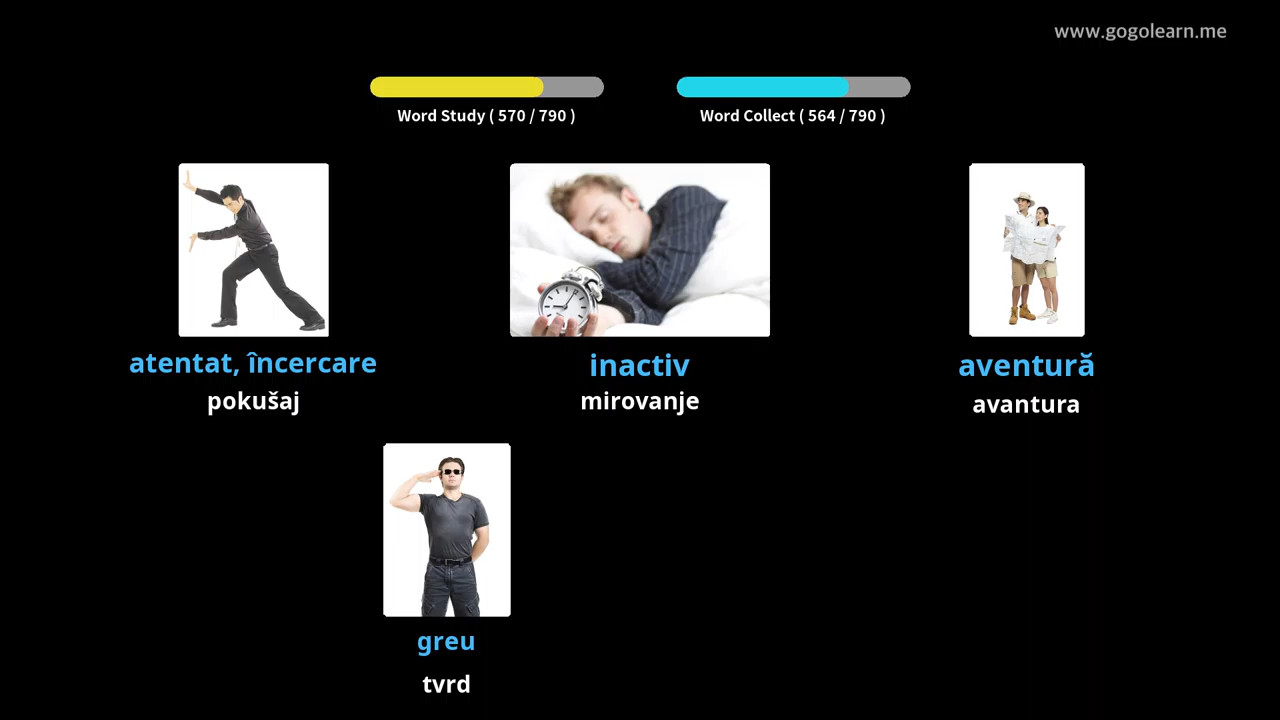 www.gogolearn.me
Word Study ( 570 / 790 )
Word Collect ( 564 / 790 )
atentat, încercare
pokušaj
inactiv
mirovanje
aventură
avantura
greu
tvrd